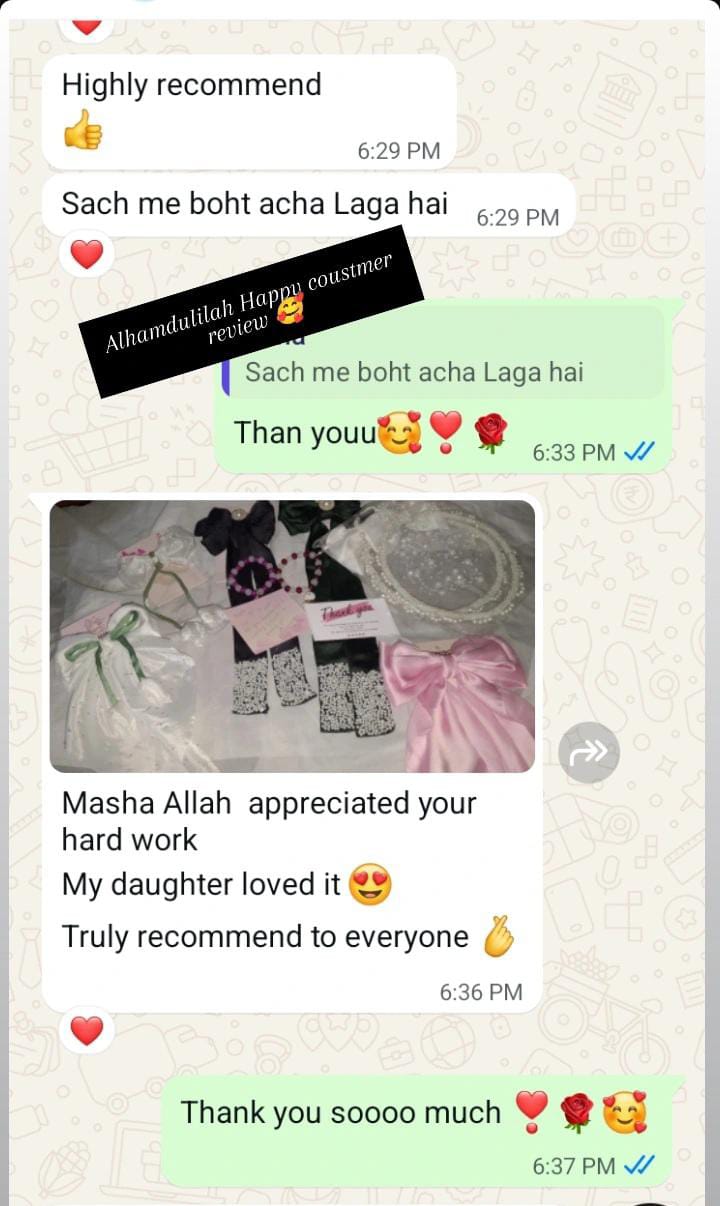 Highly recommend
👍
6:29 PM
Sach me boht acha Laga hai 6:29 PM
❤️
Alhamdulilah Happy coustmer
review 🥰
Sach me boht acha Laga hai
Than youu🥰❣️🌹 6:33 PM
Thank you
Masha Allah appreciated your
hard work
My daughter loved it 😍
Truly recommend to everyone 🫰
6:36 PM
❤️
Thank you soooo much ❣️🌹🥰
6:37 PM